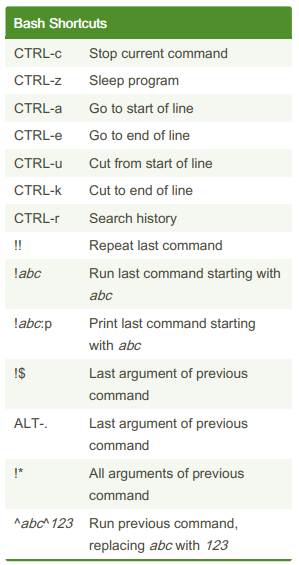 Bash Shortcuts
CTRL-c Stop current command
CTRL-z Sleep program
CTRL-a Go to start of line
CTRL-e Go to end of line
CTRL-u Cut from start of line
CTRL-k Cut to end of line
CTRL-r Search history
!! Repeat last command
!abc Run last command starting with
abc
!abc:p Print last command starting
with abc
!$ Last argument of previous
command
ALT-. Last argument of previous
command
!* All arguments of previous
command
^abc^123 Run previous command,
replacing abc with 123